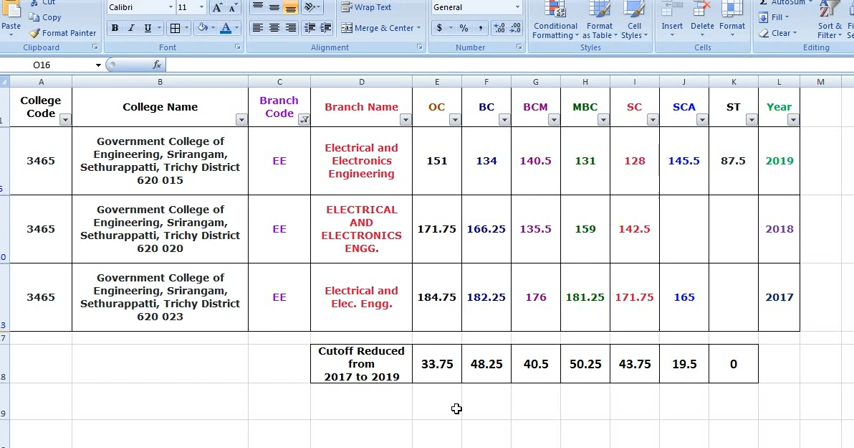 Cut
Calibri
11
Wrap Text
General
AutoSum
Paste
Copy
Format Painter
B I U
Merge & Center
$ % ,
Conditional Formatting
Format as Table
Cell Styles
Insert
Delete
Format
Fill
Clear
Sort & Filter
Clipboard
Font
Alignment
Number
Styles
Cells
Editing
O16
fx
A B C D E F G H I J K L M
College Code
College Name
Branch Code
Branch Name
OC BC BCM MBC SC SCA ST Year
3465
Government College of
Engineering, Srirangam,
Sethurappatti, Trichy District
620 015
EE
Electrical and
Electronics
Engineering
151 134 140.5 131 128 145.5 87.5 2019
3465
Government College of
Engineering, Srirangam,
Sethurappatti, Trichy District
620 020
EE
ELECTRICAL
AND
ELECTRONICS
ENGG.
171.75 166.25 135.5 159 142.5 2018
3465
Government College of
Engineering, Srirangam,
Sethurappatti, Trichy District
620 023
EE
Electrical and
Elec. Engg.
184.75 182.25 176 181.25 171.75 165 2017
Cutoff Reduced
from
2017 to 2019
33.75 48.25 40.5 50.25 43.75 19.5 0